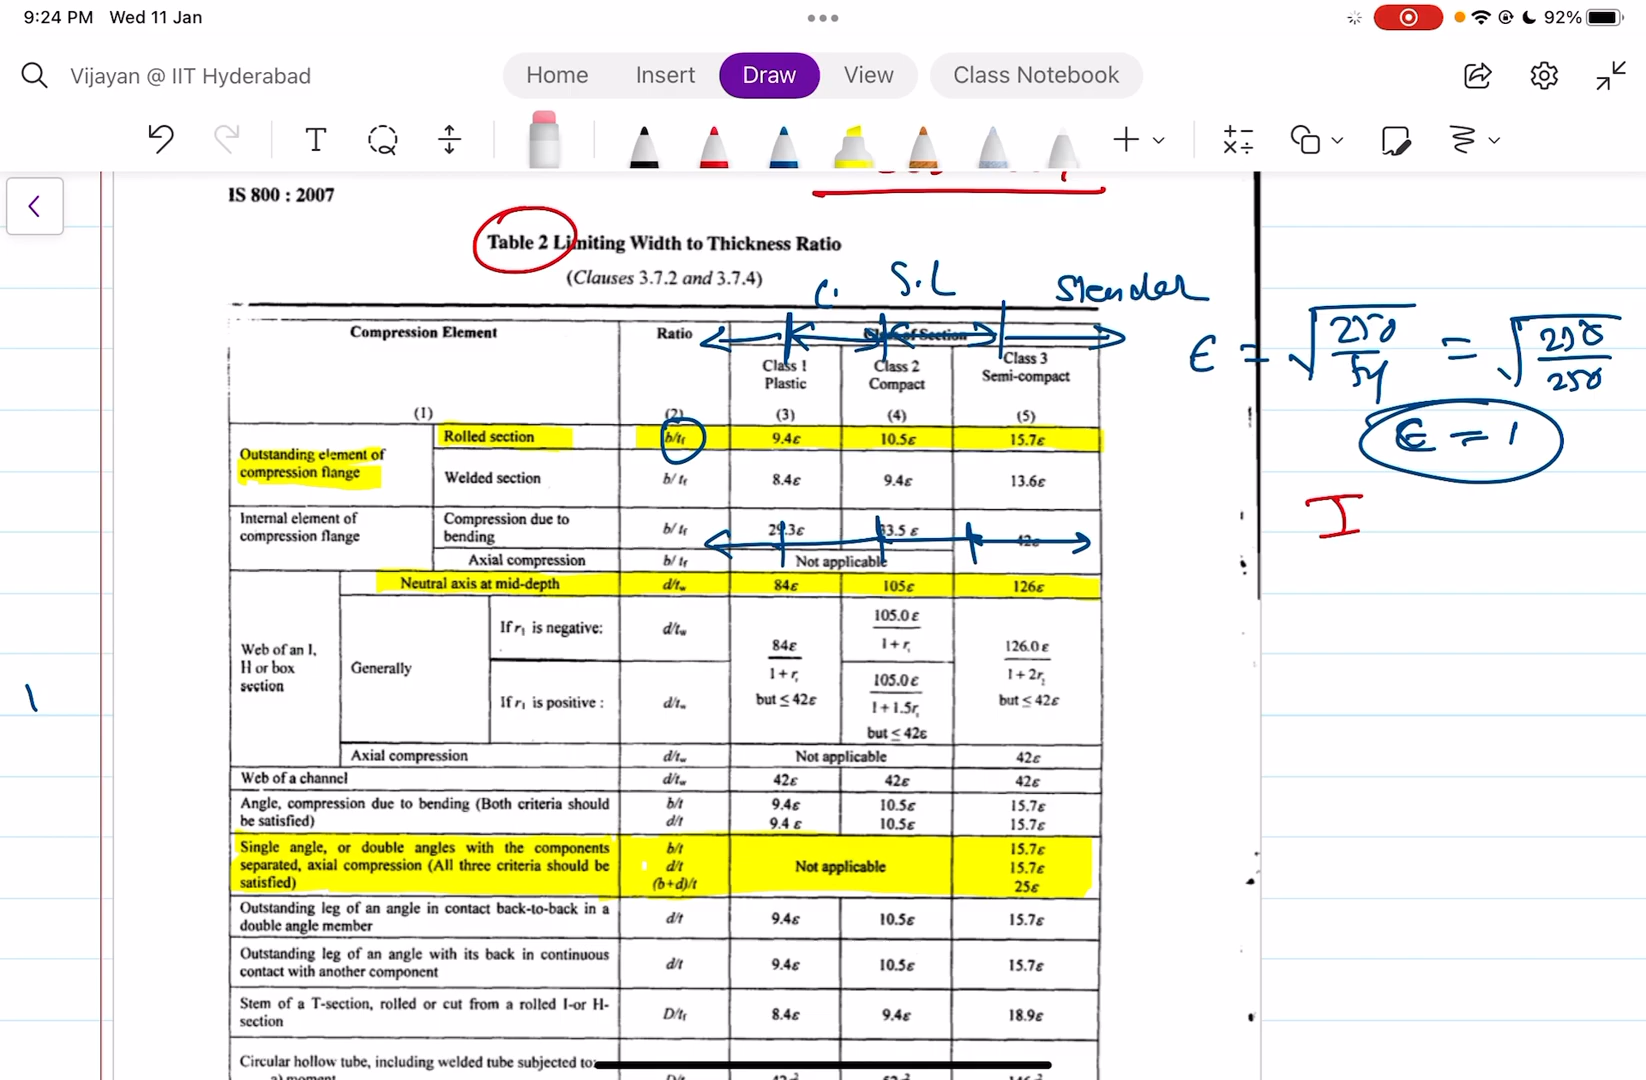 9:24 PM Wed 11 Jan
92%
Vijayan @ IIT Hyderabad
Home Insert Draw View Class Notebook
IS 800 : 2007
Table 2 Limiting Width to Thickness Ratio
(Clauses 3.7.2 and 3.7.4)
C. S.C Slender
Compression Element Ratio Class of Section
Class 1 Plastic Class 2 Compact Class 3 Semi-compact
(1) (2) (3) (4) (5)
Outstanding element of compression flange Rolled section b/tf 9.4ε 10.5ε 15.7ε
Welded section b/ tf 8.4ε 9.4ε 13.6ε
Internal element of compression flange Compression due to bending b/ tf 29.3ε 33.5 ε 42ε
Axial compression b/ tf Not applicable
Web of an I, H or box section Neutral axis at mid-depth d/tw 84ε 105ε 126ε
Generally If r1 is negative: d/tw 84ε / 1+r1 but ≤ 42ε 105.0 ε / 1+r1 126.0 ε / 1+2r1 but ≤ 42ε
If r1 is positive : d/tw 105.0 ε / 1+1.5r1 but ≤ 42ε
Axial compression d/tw Not applicable 42ε
Web of a channel d/tw 42ε 42ε 42ε
Angle, compression due to bending (Both criteria should be satisfied) b/t 9.4ε 10.5ε 15.7ε
d/t 9.4 ε 10.5ε 15.7ε
Single angle, or double angles with the components separated, axial compression (All three criteria should be satisfied) b/t Not applicable 15.7ε
d/t 15.7ε
(b+d)/t 25ε
Outstanding leg of an angle in contact back-to-back in a double angle member d/t 9.4ε 10.5ε 15.7ε
Outstanding leg of an angle with its back in continuous contact with another component d/t 9.4ε 10.5ε 15.7ε
Stem of a T-section, rolled or cut from a rolled I-or H-section D/tf 8.4ε 9.4ε 18.9ε
Circular hollow tube, including welded tube subjected to:
a) moment
ϵ = √250/fy = √250/250
ϵ = 1
I